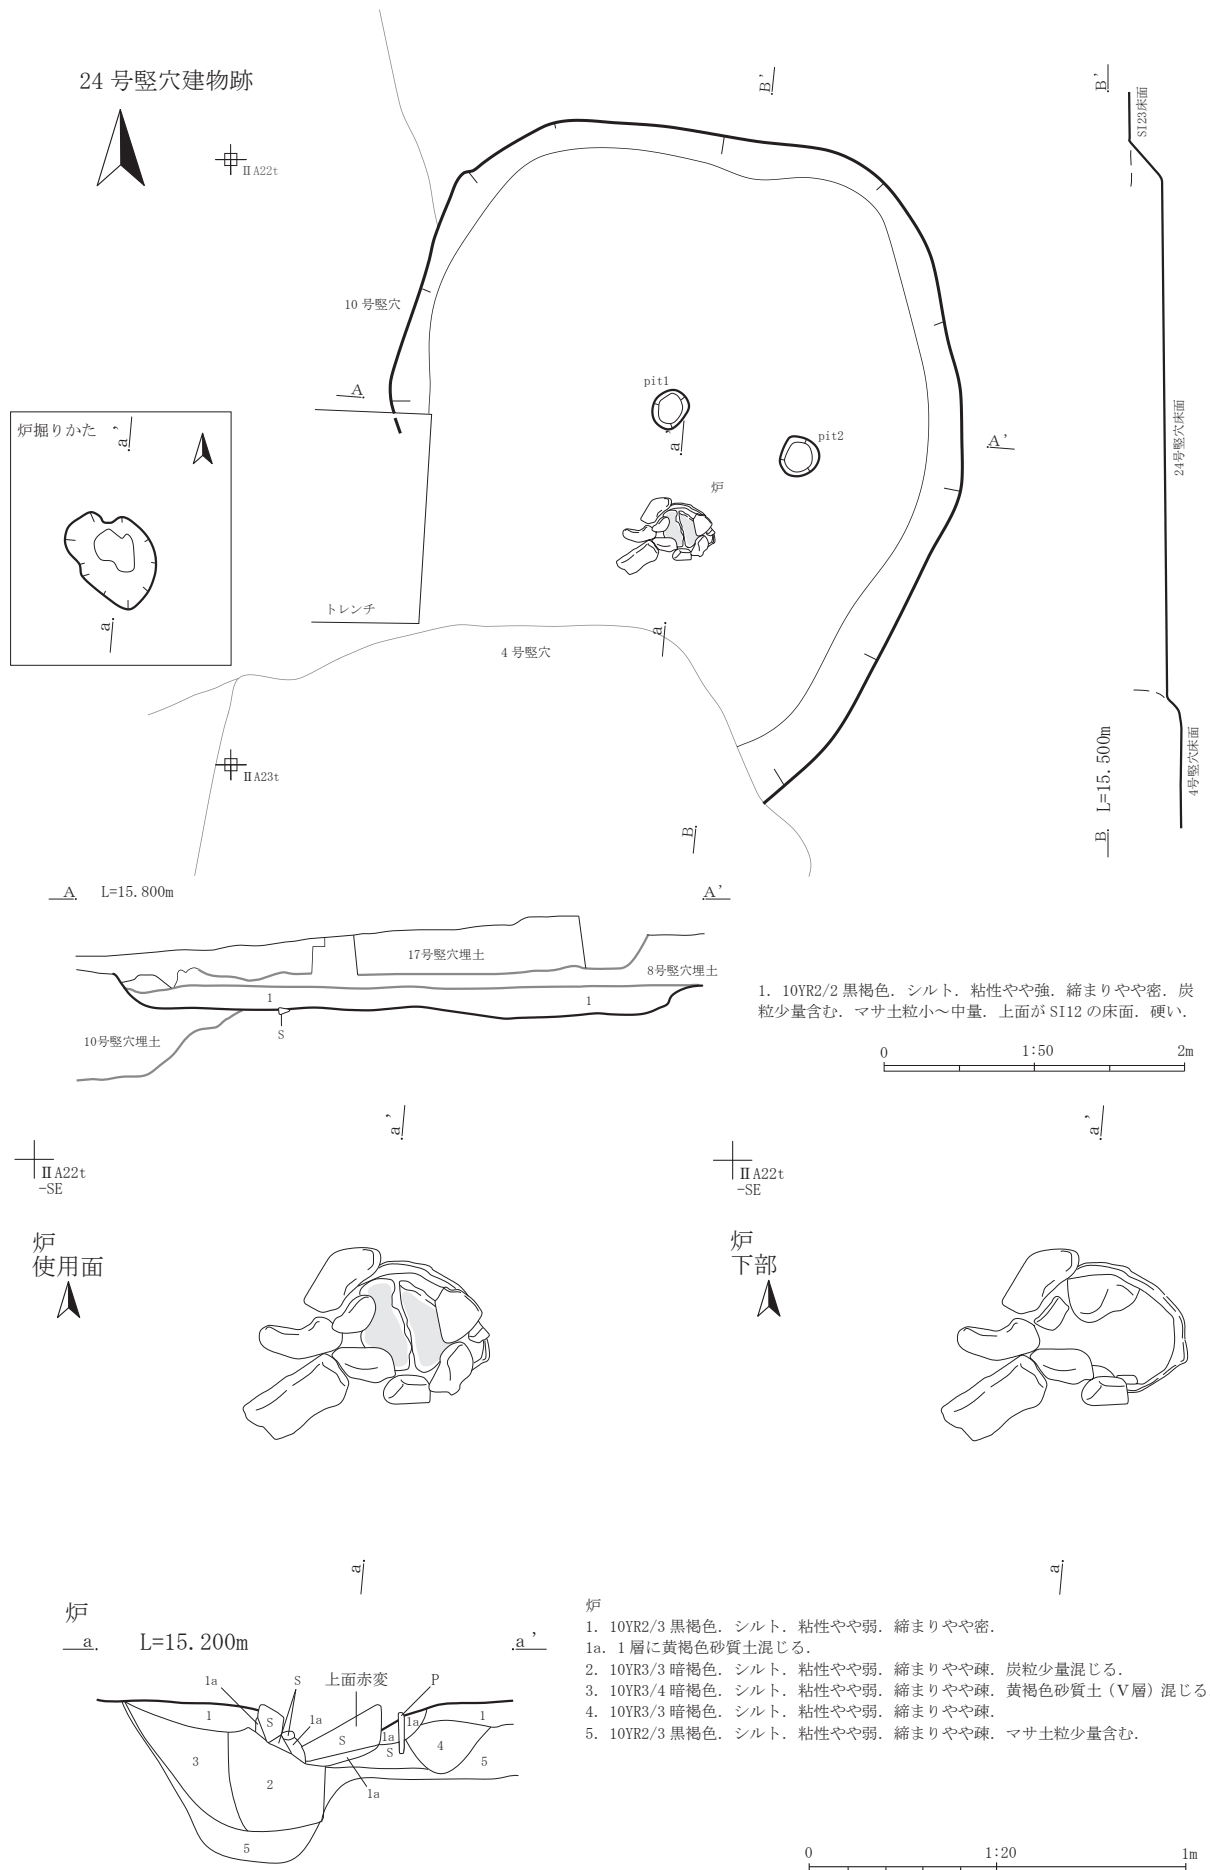 24 号竪穴建物跡
ⅡA22t
B'
B'
SI23床面
10 号竪穴
A
pit1
a'
pit2
A'
炉
24号竪穴床面
炉掘りかた
a'
a
トレンチ
4 号竪穴
a
ⅡA23t
B
B L=15.500m
4号竪穴床面
A L=15.800m A'
17号竪穴埋土
8号竪穴埋土
1
1
S
10号竪穴埋土
1. 10YR2/2 黒褐色. シルト. 粘性やや強. 締まりやや密. 炭
粒少量含む. マサ土粒小～中量. 上面が SI12 の床面. 硬い.
0 1:50 2m
a'
a'
ⅡA22t
-SE
ⅡA22t
-SE
炉
使用面
炉
下部
a
a
炉
a L=15.200m a'
1a S 上面赤変 P
1 S 1a S 1a S 1a 1
3 2 4 5
1a
5
炉
1. 10YR2/3 黒褐色. シルト. 粘性やや弱. 締まりやや密.
1a. 1 層に黄褐色砂質土混じる.
2. 10YR3/3 暗褐色. シルト. 粘性やや弱. 締まりやや疎. 炭粒少量混じる.
3. 10YR3/4 暗褐色. シルト. 粘性やや弱. 締まりやや疎. 黄褐色砂質土（Ⅴ層）混じる
4. 10YR3/3 暗褐色. シルト. 粘性やや弱. 締まりやや疎.
5. 10YR2/3 黒褐色. シルト. 粘性やや弱. 締まりやや疎. マサ土粒少量含む.
0 1:20 1m